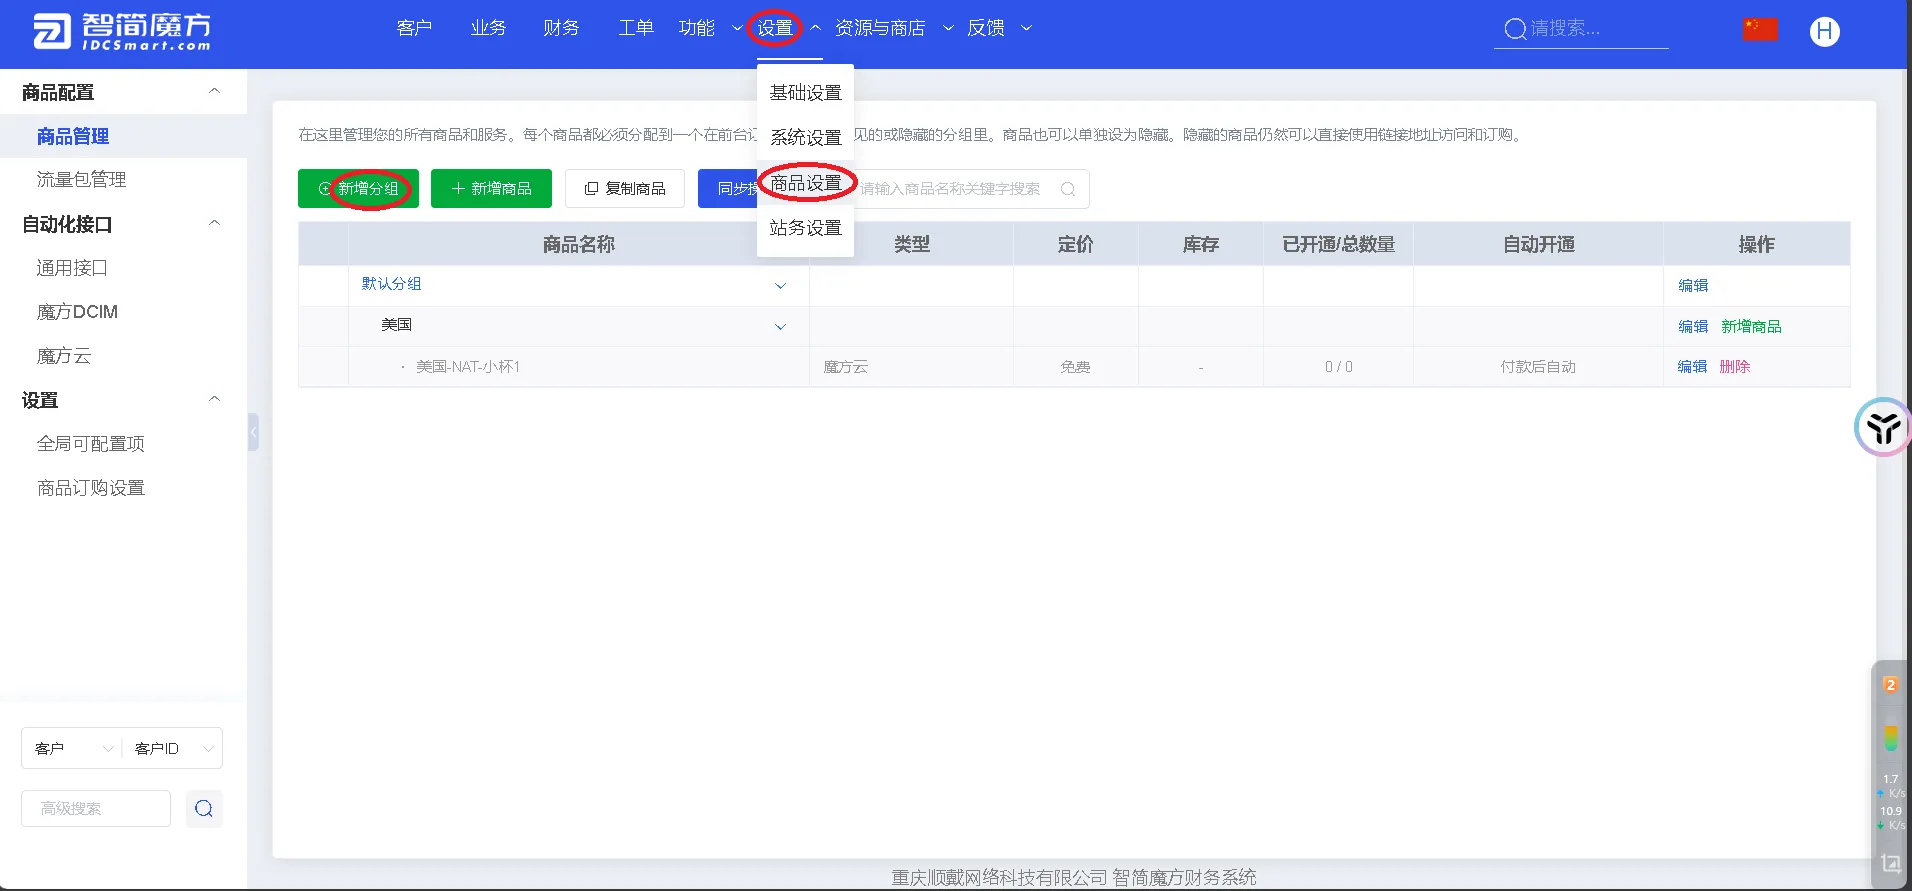 智简魔方
IDCSmart.com
客户 业务 财务 工单 功能 设置 资源与商店 反馈
请搜索...
H
商品配置
商品管理
流量包管理
自动化接口
通用接口
魔方DCIM
魔方云
设置
全局可配置项
商品订购设置
客户 客户ID
高级搜索
基础设置
系统设置
商品设置
站务设置
在这里管理您的所有商品和服务。每个商品都必须分配到一个在前台订 见的或隐藏的分组里。商品也可以单独设为隐藏。隐藏的商品仍然可以直接使用链接地址访问和订购。
新增分组 新增商品 复制商品 同步 请输入商品名称关键字搜索
商品名称 类型 定价 库存 已开通/总数量 自动开通 操作
默认分组 编辑
美国 编辑 新增商品
· 美国-NAT-小杯1 魔方云 免费 - 0 / 0 付款后自动 编辑 删除
2
1.7
K/s
10.9
K/s
重庆顺戴网络科技有限公司 智简魔方财务系统